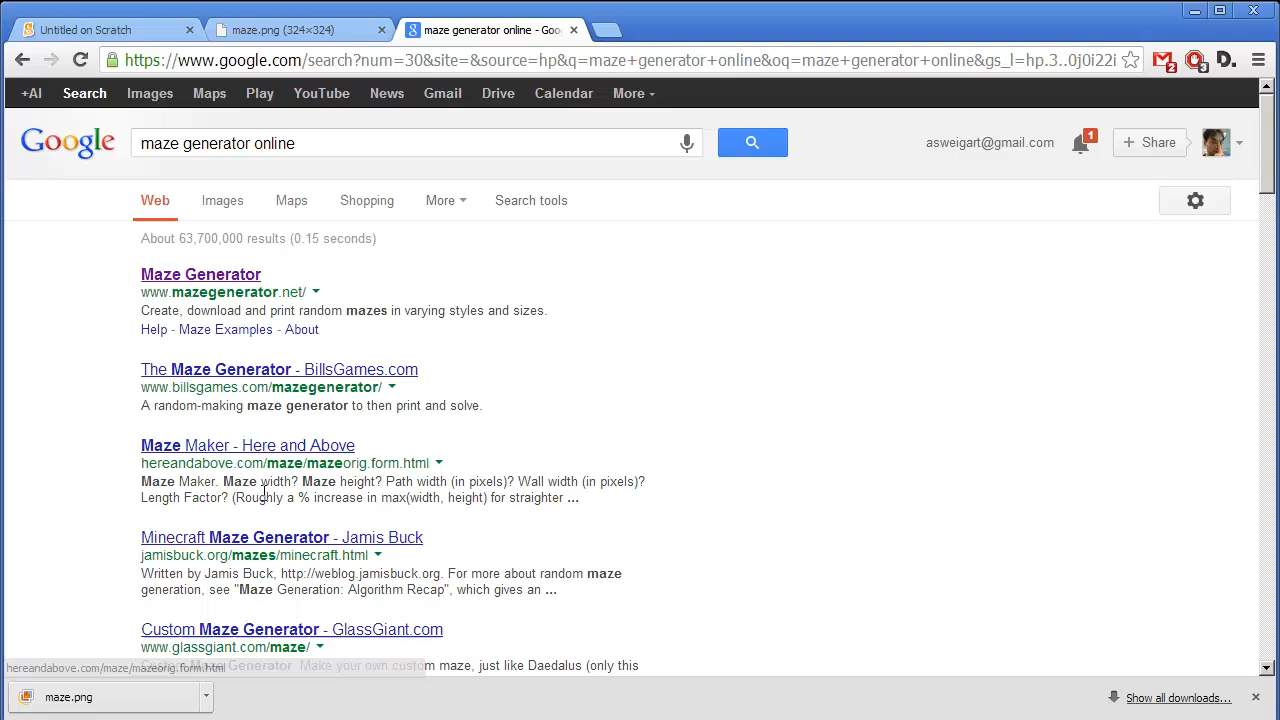 Untitled on Scratch
maze.png (324×324)
maze generator online - Goo
https://www.google.com/search?num=30&site=&source=hp&q=maze+generator+online&oq=maze+generator+online&gs_l=hp.3..0j0i22i
2
3
D.
+Al Search Images Maps Play YouTube News Gmail Drive Calendar More
Google
maze generator online
asweigart@gmail.com
1
+ Share
Web Images Maps Shopping More Search tools
About 63,700,000 results (0.15 seconds)
Maze Generator
www.mazegenerator.net/
Create, download and print random mazes in varying styles and sizes.
Help - Maze Examples - About
The Maze Generator - BillsGames.com
www.billsgames.com/mazegenerator/
A random-making maze generator to then print and solve.
Maze Maker - Here and Above
hereandabove.com/maze/mazeorig.form.html
Maze Maker. Maze width? Maze height? Path width (in pixels)? Wall width (in pixels)?
Length Factor? (Roughly a % increase in max(width, height) for straighter ...
Minecraft Maze Generator - Jamis Buck
jamisbuck.org/mazes/minecraft.html
Written by Jamis Buck, http://weblog.jamisbuck.org. For more about random maze
generation, see "Maze Generation: Algorithm Recap", which gives an ...
Custom Maze Generator - GlassGiant.com
www.glassgiant.com/maze/
Custom Maze Generator. Make your own custom maze, just like Daedalus (only this
hereandabove.com/maze/mazeorig.form.html
maze.png
Show all downloads...